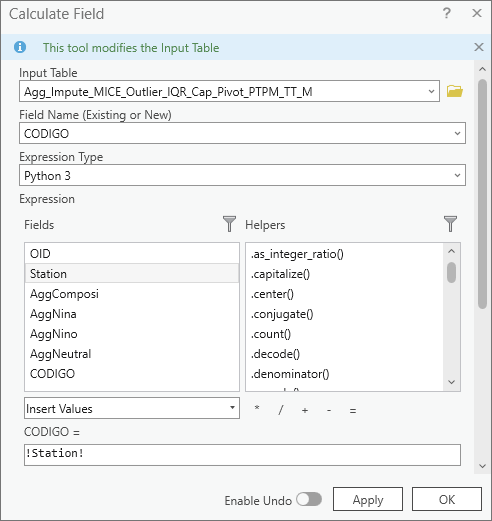 Calculate Field ? ×
This tool modifies the Input Table ×
Input Table
Agg_Impute_MICE_Outlier_IQR_Cap_Pivot_PTPM_TT_M
Field Name (Existing or New)
CODIGO
Expression Type
Python 3
Expression
Fields
OID
Station
AggComposi
AggNina
AggNino
AggNeutral
CODIGO
Helpers
.as_integer_ratio()
.capitalize()
.center()
.conjugate()
.count()
.decode()
.denominator()
Insert Values * / + - =
CODIGO =
!Station!
Enable Undo Apply OK